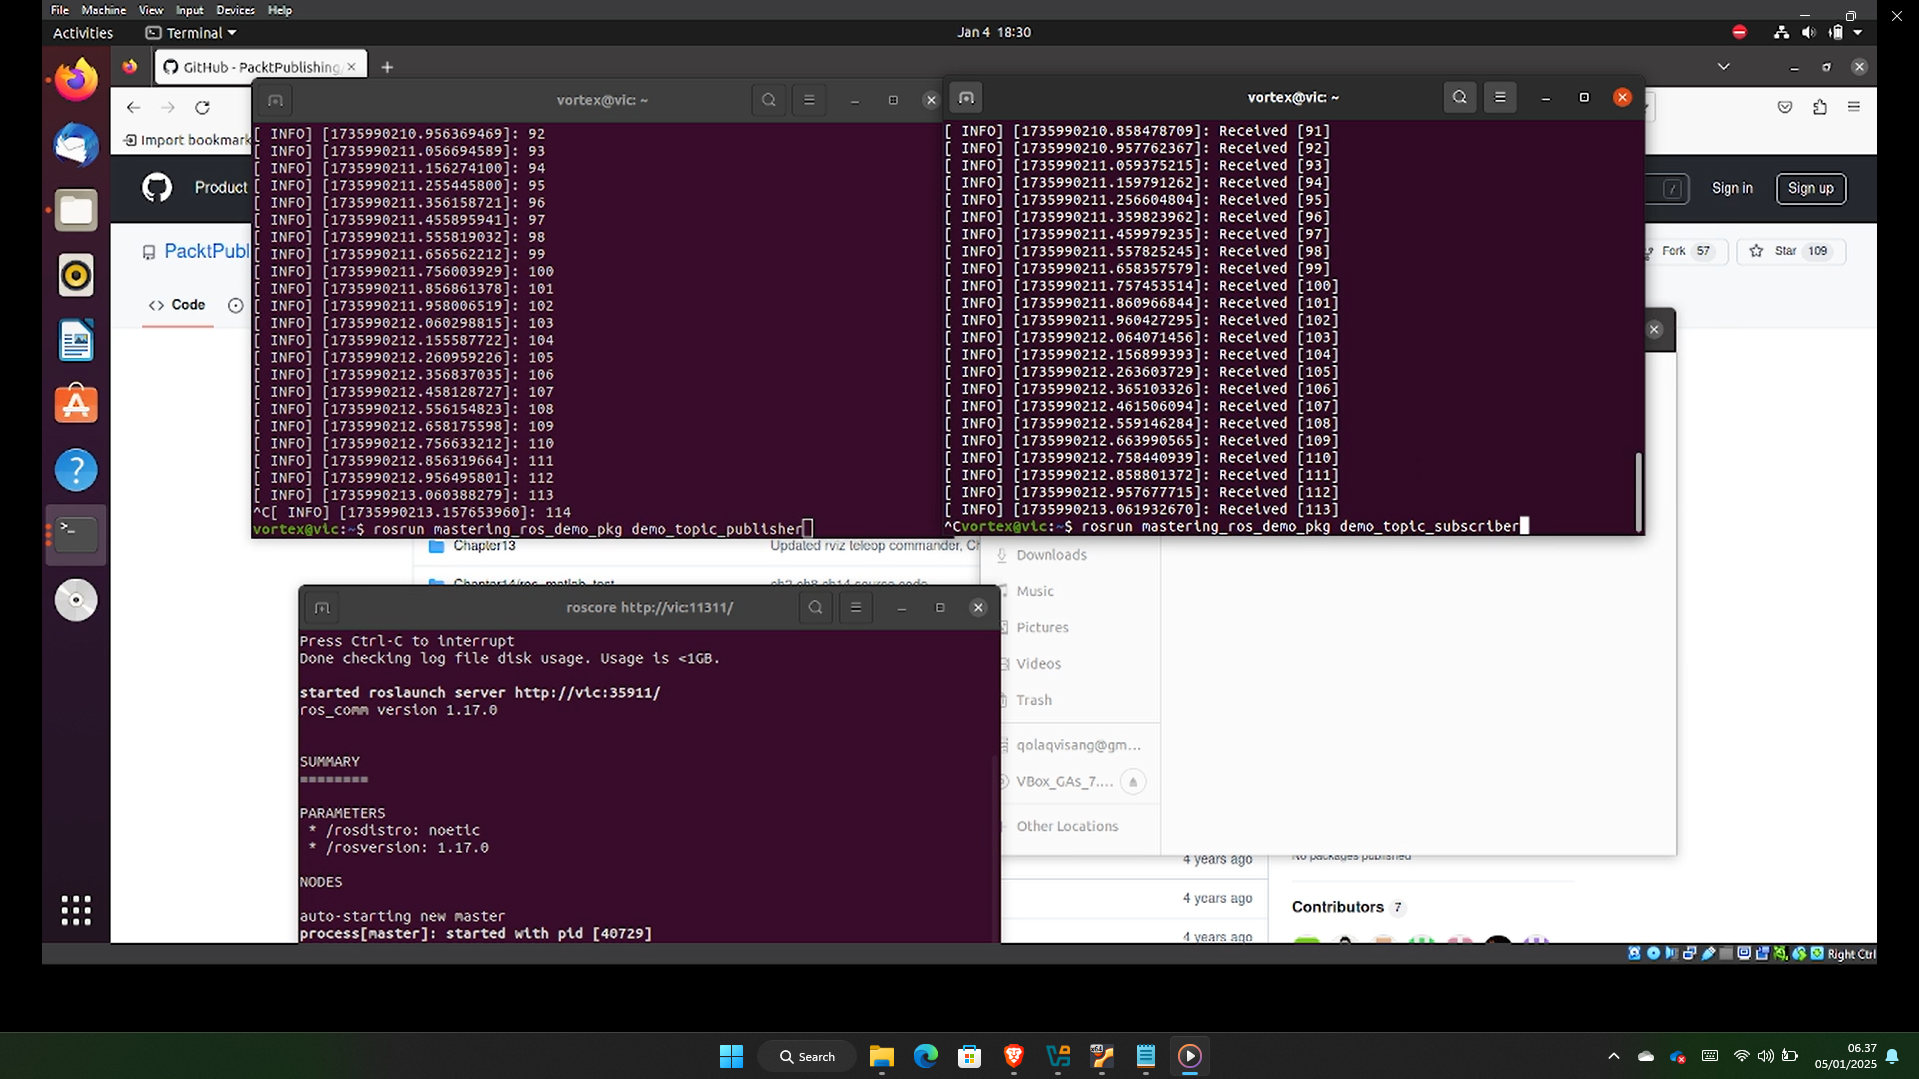 File Machine View Input Devices Help
Activities Terminal Jan 4 18:30
GitHub - PacktPublishing
Import bookmark
Product
Sign in Sign up
PacktPubl
Fork 57 Star 109
Code
vortex@vic: ~
[ INFO] [1735990210.956369469]: 92
[ INFO] [1735990211.056694589]: 93
[ INFO] [1735990211.156274100]: 94
[ INFO] [1735990211.255445800]: 95
[ INFO] [1735990211.356158721]: 96
[ INFO] [1735990211.455895941]: 97
[ INFO] [1735990211.555819032]: 98
[ INFO] [1735990211.656562212]: 99
[ INFO] [1735990211.756003929]: 100
[ INFO] [1735990211.856861378]: 101
[ INFO] [1735990211.958006519]: 102
[ INFO] [1735990212.060298815]: 103
[ INFO] [1735990212.155587722]: 104
[ INFO] [1735990212.260959226]: 105
[ INFO] [1735990212.356837035]: 106
[ INFO] [1735990212.458128727]: 107
[ INFO] [1735990212.556154823]: 108
[ INFO] [1735990212.658175598]: 109
[ INFO] [1735990212.756633212]: 110
[ INFO] [1735990212.856319664]: 111
[ INFO] [1735990212.956495801]: 112
[ INFO] [1735990213.060388279]: 113
^C[ INFO] [1735990213.157653960]: 114
vortex@vic:~$ rosrun mastering_ros_demo_pkg demo_topic_publisher
vortex@vic: ~
[ INFO] [1735990210.858478709]: Received [91]
[ INFO] [1735990210.957762367]: Received [92]
[ INFO] [1735990211.059375215]: Received [93]
[ INFO] [1735990211.159791262]: Received [94]
[ INFO] [1735990211.256604804]: Received [95]
[ INFO] [1735990211.359823962]: Received [96]
[ INFO] [1735990211.459979235]: Received [97]
[ INFO] [1735990211.557825245]: Received [98]
[ INFO] [1735990211.658357579]: Received [99]
[ INFO] [1735990211.757453514]: Received [100]
[ INFO] [1735990211.860966844]: Received [101]
[ INFO] [1735990211.960427295]: Received [102]
[ INFO] [1735990212.064071456]: Received [103]
[ INFO] [1735990212.156899393]: Received [104]
[ INFO] [1735990212.263603729]: Received [105]
[ INFO] [1735990212.365103326]: Received [106]
[ INFO] [1735990212.461506094]: Received [107]
[ INFO] [1735990212.559146284]: Received [108]
[ INFO] [1735990212.663990565]: Received [109]
[ INFO] [1735990212.758440939]: Received [110]
[ INFO] [1735990212.858801372]: Received [111]
[ INFO] [1735990212.957677715]: Received [112]
[ INFO] [1735990213.061932670]: Received [113]
^Cvortex@vic:~$ rosrun mastering_ros_demo_pkg demo_topic_subscriber
Chapter13 Updated rviz teleop commander, Ch
Chapter14/ros_matlab_test ch2 ch8 ch14 source code
roscore http://vic:11311/
Press Ctrl-C to interrupt
Done checking log file disk usage. Usage is <1GB.
started roslaunch server http://vic:35911/
ros_comm version 1.17.0
SUMMARY
========
PARAMETERS
* /rosdistro: noetic
* /rosversion: 1.17.0
NODES
auto-starting new master
process[master]: started with pid [40729]
Downloads
Music
Pictures
Videos
Trash
qolaqvisang@gm...
VBox_GAs_7....
Other Locations
4 years ago
4 years ago
4 years ago
No packages published
Contributors 7
Right Ctrl
Search
06.37
05/01/2025